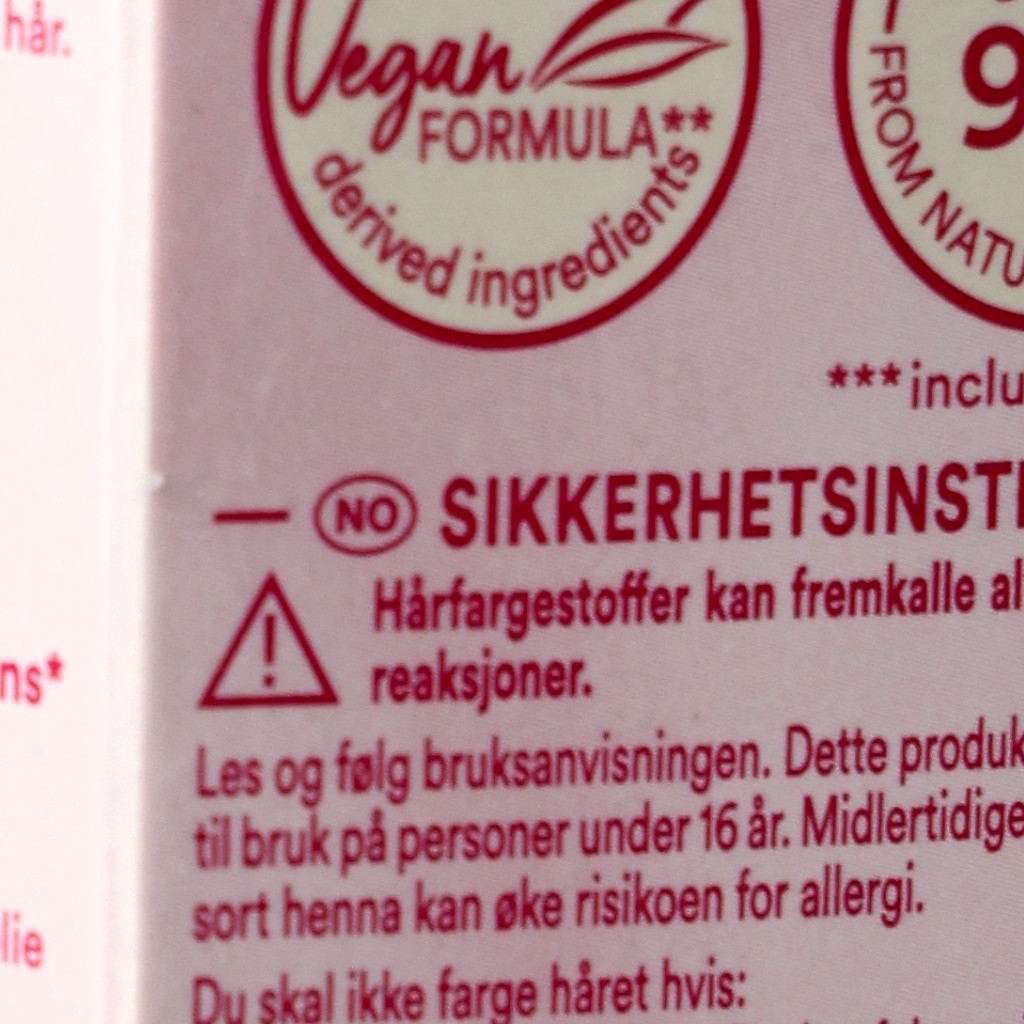 hår.
Vegan
FORMULA**
derived ingredients
9
FROM NATU
***inclu
NO SIKKERHETSINST
Hårfargestoffer kan fremkalle al
reaksjoner.
ns*
Les og følg bruksanvisningen. Dette produk
til bruk på personer under 16 år. Midlertidige
sort henna kan øke risikoen for allergi.
lie
Du skal ikke farge håret hvis: